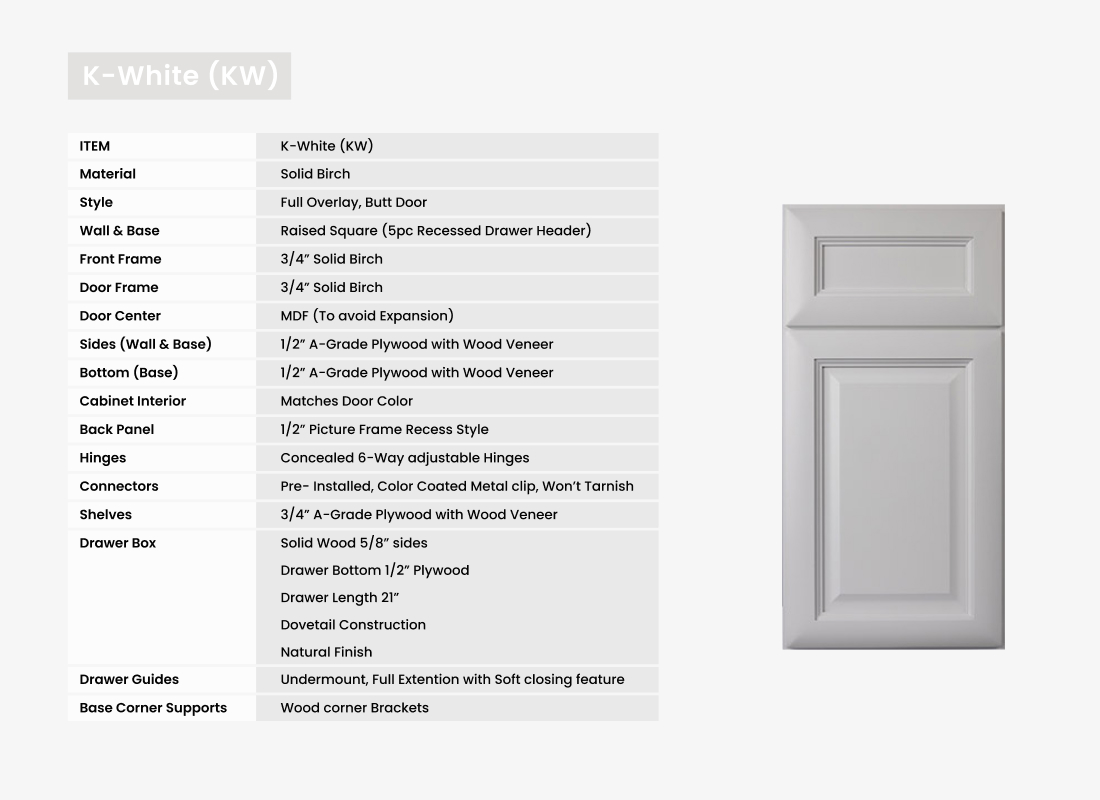 K-White (KW)
ITEM K-White (KW)
Material Solid Birch
Style Full Overlay, Butt Door
Wall & Base Raised Square (5pc Recessed Drawer Header)
Front Frame 3/4” Solid Birch
Door Frame 3/4” Solid Birch
Door Center MDF (To avoid Expansion)
Sides (Wall & Base) 1/2” A-Grade Plywood with Wood Veneer
Bottom (Base) 1/2” A-Grade Plywood with Wood Veneer
Cabinet Interior Matches Door Color
Back Panel 1/2” Picture Frame Recess Style
Hinges Concealed 6-Way adjustable Hinges
Connectors Pre- Installed, Color Coated Metal clip, Won’t Tarnish
Shelves 3/4” A-Grade Plywood with Wood Veneer
Drawer Box Solid Wood 5/8” sides
Drawer Bottom 1/2” Plywood
Drawer Length 21”
Dovetail Construction
Natural Finish
Drawer Guides Undermount, Full Extention with Soft closing feature
Base Corner Supports Wood corner Brackets